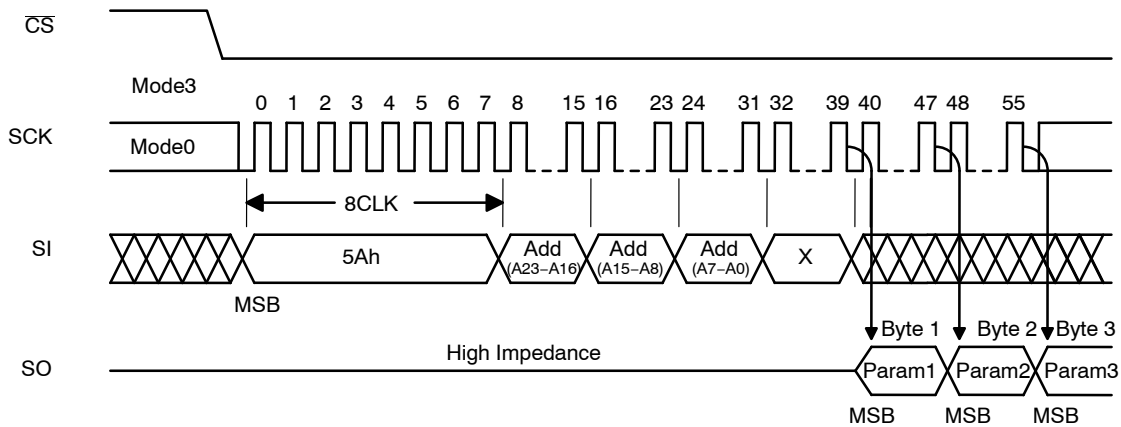 CS
Mode3
0 1 2 3 4 5 6 7 8 15 16 23 24 31 32 39 40 47 48 55
SCK
Mode0
8CLK
SI
5Ah
Add
(A23–A16)
Add
(A15–A8)
Add
(A7–A0)
X
MSB
Byte 1 Byte 2 Byte 3
High Impedance
SO
Param1 Param2 Param3
MSB MSB MSB